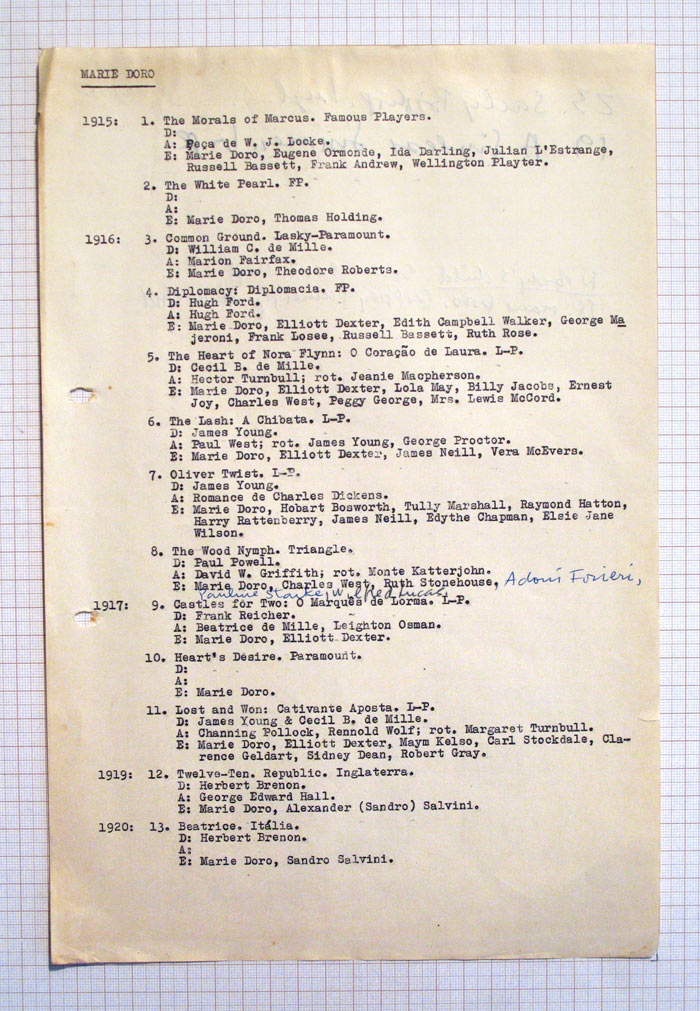 MARIE DORO
1915: 1. The Morals of Marcus. Famous Players.
D:
A: Peça de W. J. Locke.
E: Marie Doro, Eugene Ormonde, Ida Darling, Julian L'Estrange,
Russell Bassett, Frank Andrew, Wellington Playter.
2. The White Pearl. FP.
D:
A:
E: Marie Doro, Thomas Holding.
1916: 3. Common Ground. Lasky-Paramount.
D: William C. de Mille.
A: Marion Fairfax.
E: Marie Doro, Theodore Roberts.
4. Diplomacy: Diplomacia. FP.
D: Hugh Ford.
A: Hugh Ford.
E: Marie Doro, Elliott Dexter, Edith Campbell Walker, George Ma
jeroni, Frank Losee, Russell Bassett, Ruth Rose.
5. The Heart of Nora Flynn: O Coração de Laura. L-P.
D: Cecil B. de Mille.
A: Hector Turnbull; rot. Jeanie Macpherson.
E: Marie Doro, Elliott Dexter, Lola May, Billy Jacobs, Ernest
Joy, Charles West, Peggy George, Mrs. Lewis McCord.
6. The Lash: A Chibata. L-P.
D: James Young.
A: Paul West; rot. James Young, George Proctor.
E: Marie Doro, Elliott Dexter, James Neill, Vera McEvers.
7. Oliver Twist. L-P.
D: James Young.
A: Romance de Charles Dickens.
E: Marie Doro, Hobart Bosworth, Tully Marshall, Raymond Hatton,
Harry Rattenberry, James Neill, Edythe Chapman, Elsie Jane
Wilson.
8. The Wood Nymph. Triangle.
D: Paul Powell.
A: David W. Griffith; rot. Monte Katterjohn.
E: Marie Doro, Charles West, Ruth Stonehouse, Adoni
Pauline Starke, Wilfred Lucas
1917: 9. Castles for Two: O Marquês de Lorma. L-P.
D: Frank Reicher.
A: Beatrice de Mille, Leighton Osman.
E: Marie Doro, Elliott Dexter.
10. Heart's Desire. Paramount.
D:
A:
E: Marie Doro.
11. Lost and Won: Cativante Aposta. L-P.
D: James Young & Cecil B. de Mille.
A: Channing Pollock, Rennold Wolf; rot. Margaret Turnbull.
E: Marie Doro, Elliott Dexter, Maym Kelso, Carl Stockdale, Cla-
rence Geldart, Sidney Dean, Robert Gray.
1919: 12. Twelve-Ten. Republic. Inglaterra.
D: Herbert Brenon.
A: George Edward Hall.
E: Marie Doro, Alexander (Sandro) Salvini.
1920: 13. Beatrice. Itália.
D: Herbert Brenon.
A:
E: Marie Doro, Sandro Salvini.